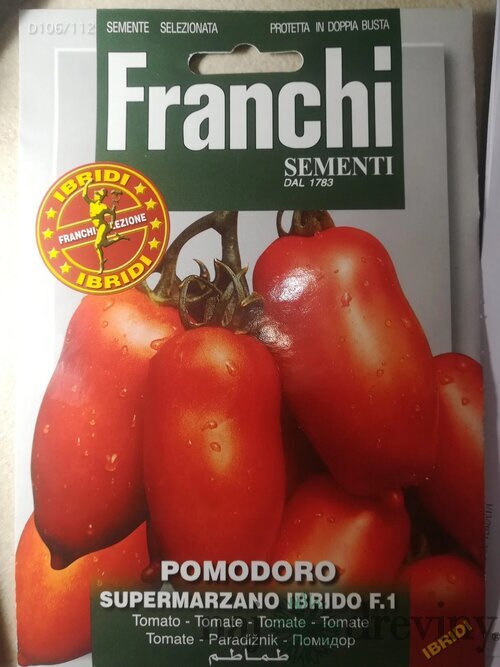 D106/112
SEMENTE SELEZIONATA
PROTETTA IN DOPPIA BUSTA
Franchi
SEMENTI
DAL 1783
IBRIDI
FRANCHI
IBRIDI
POMODORO
SUPERMARZANO IBRIDO F.1
Tomato - Tomate - Tomate - Tomate
Tomate - Paradižnik - Помидор
طماطم
IBRIDI